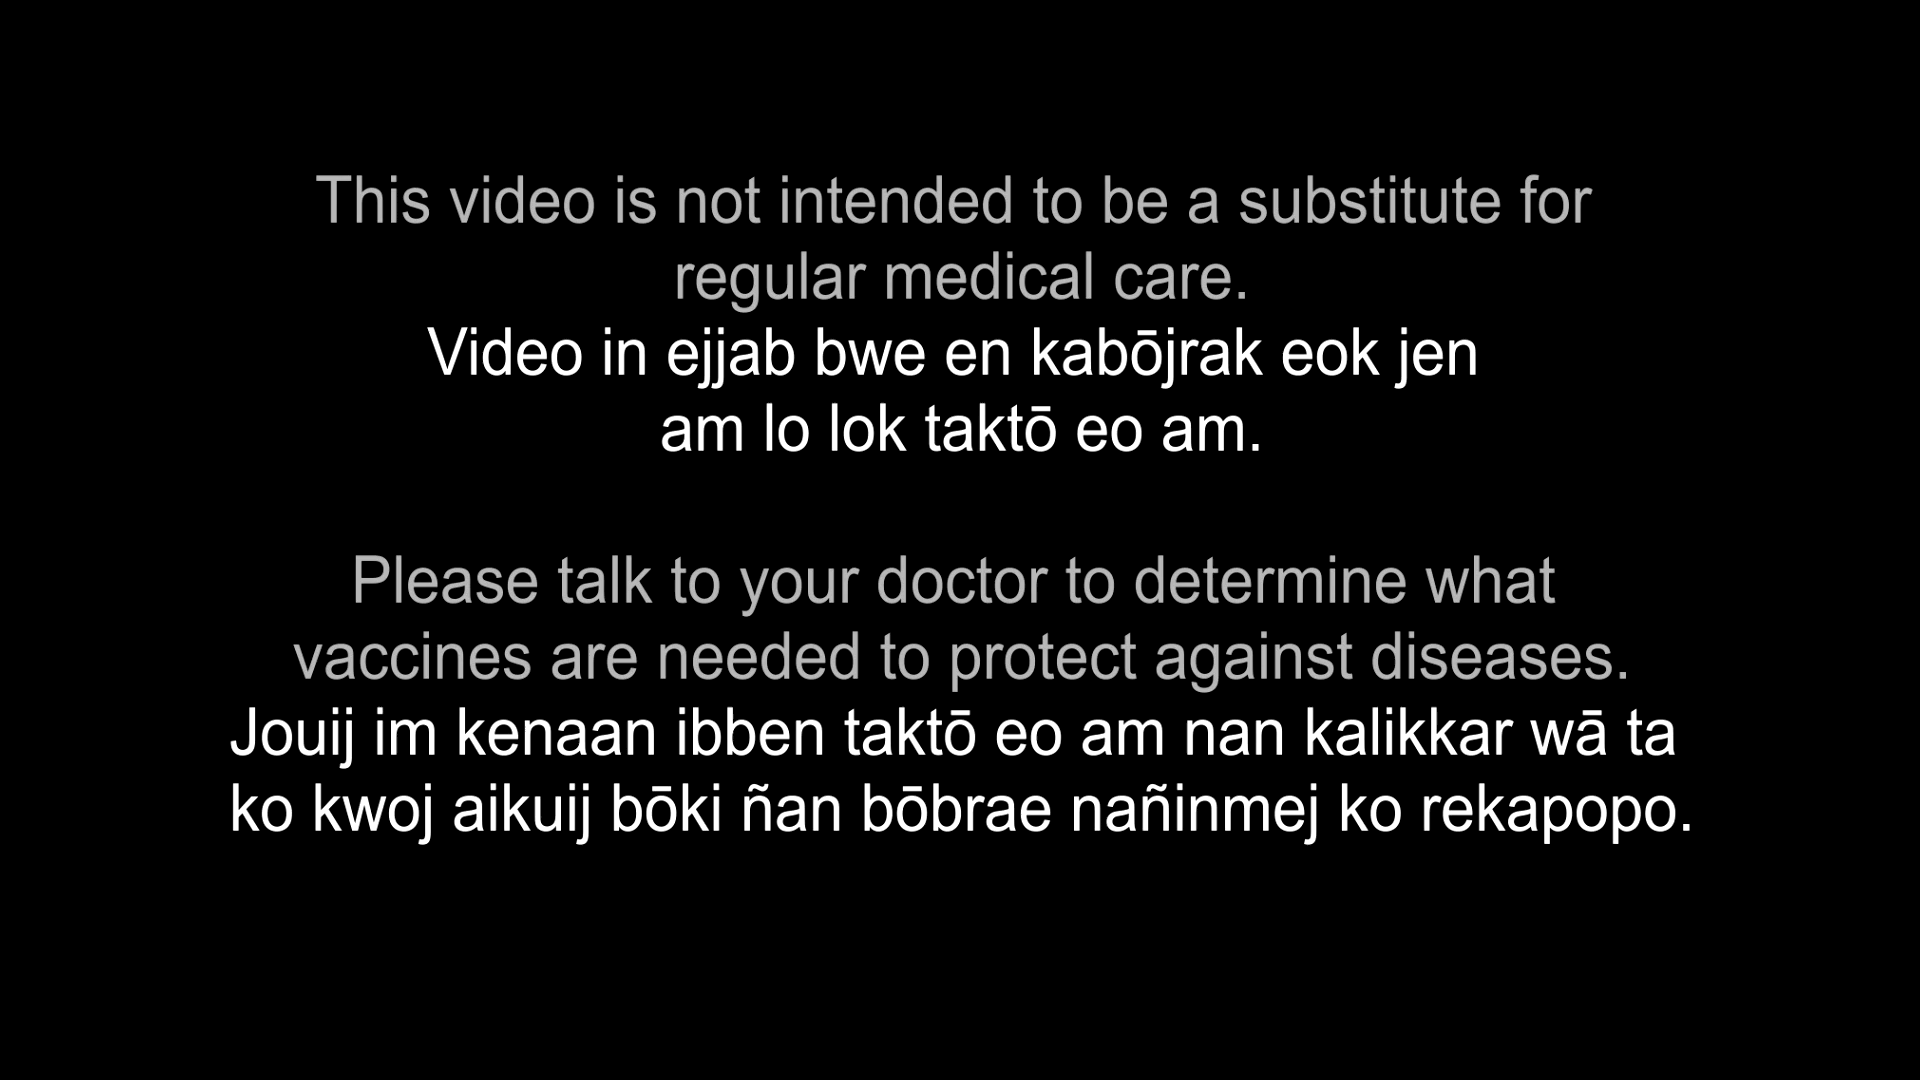 This video is not intended to be a substitute for
regular medical care.
Video in ejjab bwe en kabōjrak eok jen
am lo lok taktō eo am.
Please talk to your doctor to determine what
vaccines are needed to protect against diseases.
Jouij im kenaan ibben taktō eo am nan kalikkar wā ta
ko kwoj aikuij bōki ñan bōbrae nañinmej ko rekapopo.